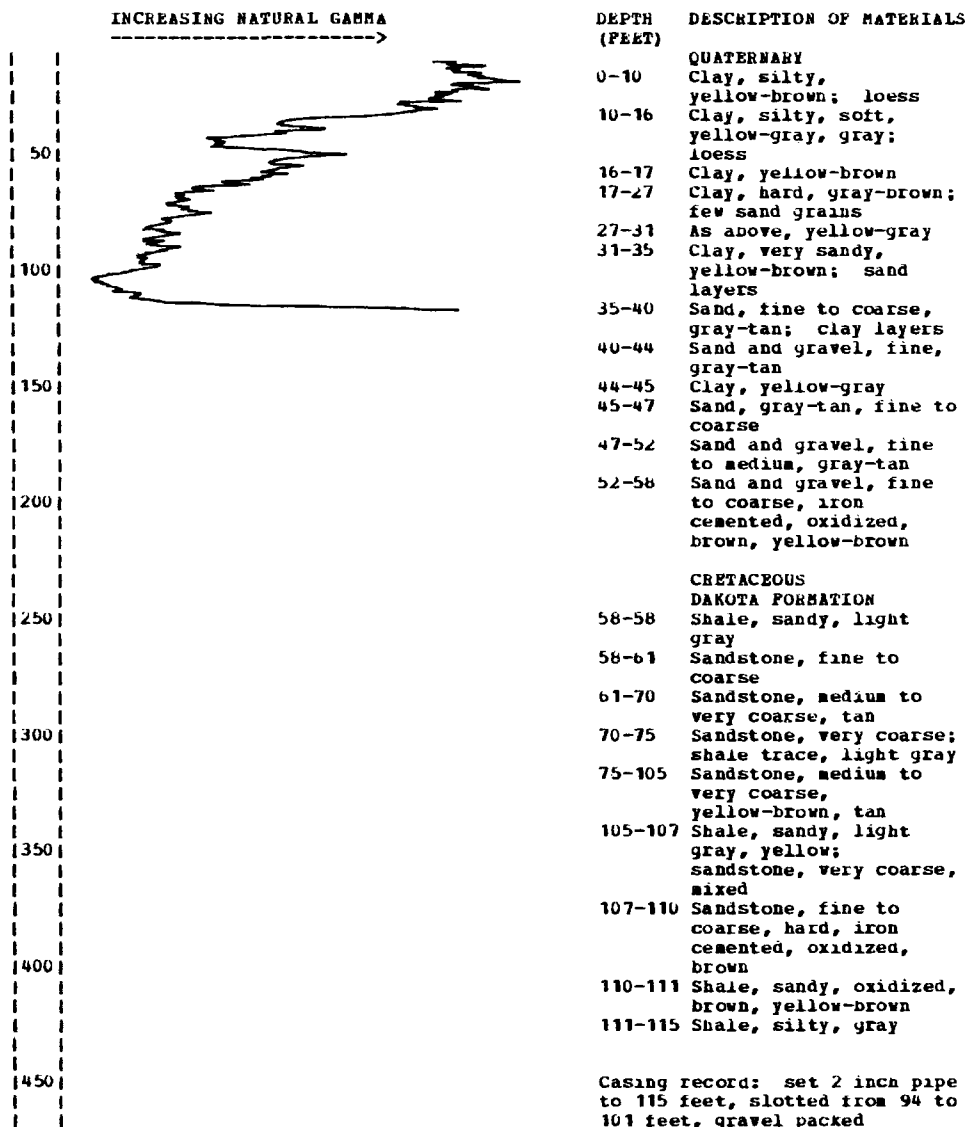 INCREASING NATURAL GAMMA
----------------------------->
DEPTH DESCRIPTION OF MATERIALS
(FEET)
QUATERNARY
0-10 Clay, silty,
yellow-brown; loess
10-16 Clay, silty, soft,
yellow-gray, gray;
loess
16-17 Clay, yellow-brown
17-27 Clay, hard, gray-brown;
few sand grains
27-31 As above, yellow-gray
31-35 Clay, very sandy,
yellow-brown; sand
layers
35-40 Sand, fine to coarse,
gray-tan; clay layers
40-44 Sand and gravel, fine,
gray-tan
44-45 Clay, yellow-gray
45-47 Sand, gray-tan, fine to
coarse
47-52 Sand and gravel, fine
to medium, gray-tan
52-58 Sand and gravel, fine
to coarse, iron
cemented, oxidized,
brown, yellow-brown
CRETACEOUS
DAKOTA FORMATION
58-58 Shale, sandy, light
gray
58-61 Sandstone, fine to
coarse
61-70 Sandstone, medium to
very coarse, tan
70-75 Sandstone, very coarse;
shale trace, light gray
75-105 Sandstone, medium to
very coarse,
yellow-brown, tan
105-107 Shale, sandy, light
gray, yellow;
sandstone, very coarse,
mixed
107-110 Sandstone, fine to
coarse, hard, iron
cemented, oxidized,
brown
110-111 Shale, sandy, oxidized,
brown, yellow-brown
111-115 Shale, silty, gray
Casing record: set 2 inch pipe
to 115 feet, slotted from 94 to
101 feet, gravel packed
50
100
150
200
250
300
350
400
450